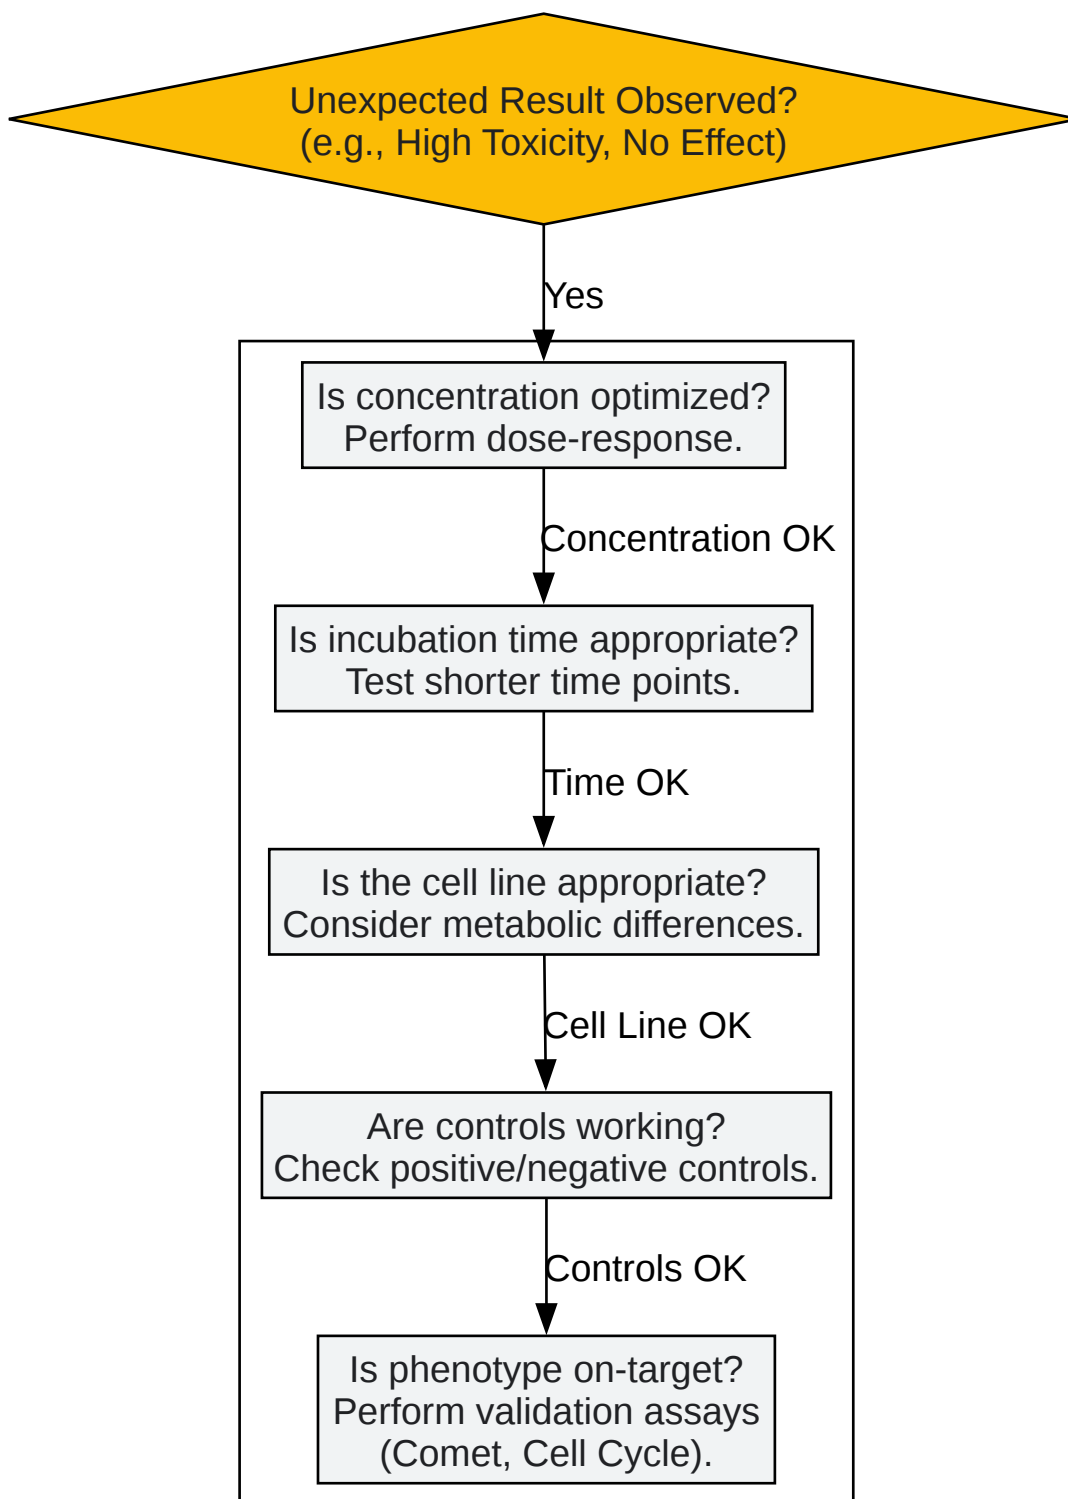 Unexpected Result Observed?
(e.g., High Toxicity, No Effect)
Yes
Is concentration optimized?
Perform dose-response.
Concentration OK
Is incubation time appropriate?
Test shorter time points.
Time OK
Is the cell line appropriate?
Consider metabolic differences.
Cell Line OK
Are controls working?
Check positive/negative controls.
Controls OK
Is phenotype on-target?
Perform validation assays
(Comet, Cell Cycle).